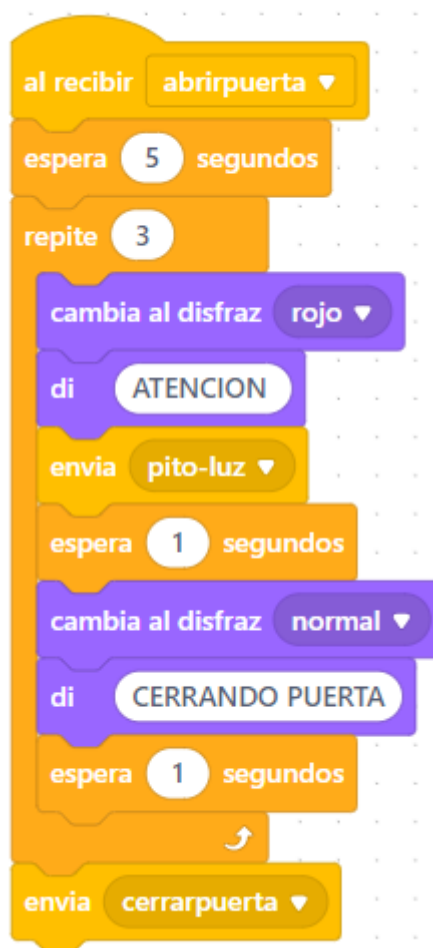 al recibir abrirpuerta
espera 5 segundos
repite 3
cambia al disfraz rojo
di ATENCION
envia pito-luz
espera 1 segundos
cambia al disfraz normal
di CERRANDO PUERTA
espera 1 segundos
envia cerrarpuerta